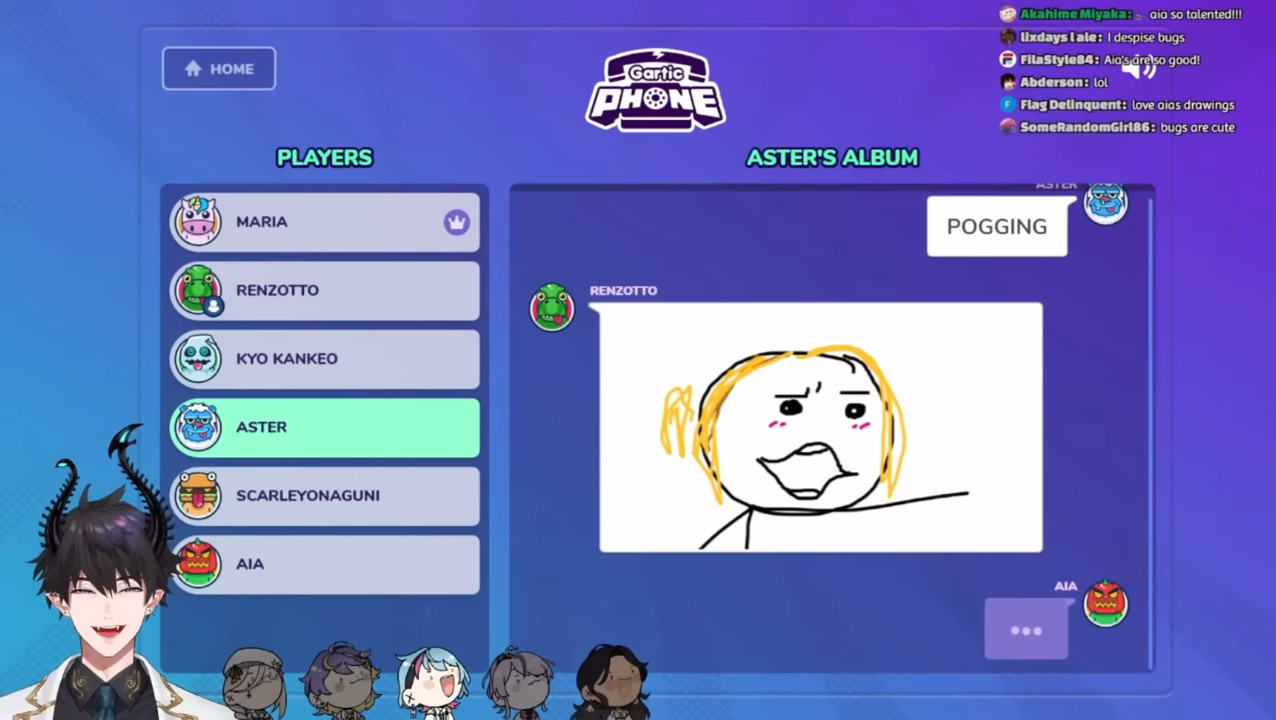 Akahime Miyaka: aia so talented!!!
lixdays lale: I despise bugs
FilaStyle84: Aia's are so good!
Abderson: lol
Flag Delinquent: love aias drawings
SomeRandomGirl86: bugs are cute
HOME
Gartic
PHONE
PLAYERS
ASTER'S ALBUM
MARIA
RENZOTTO
KYO KANKEO
ASTER
SCARLEYONAGUNI
AIA
ASTER
POGGING
RENZOTTO
AIA
...